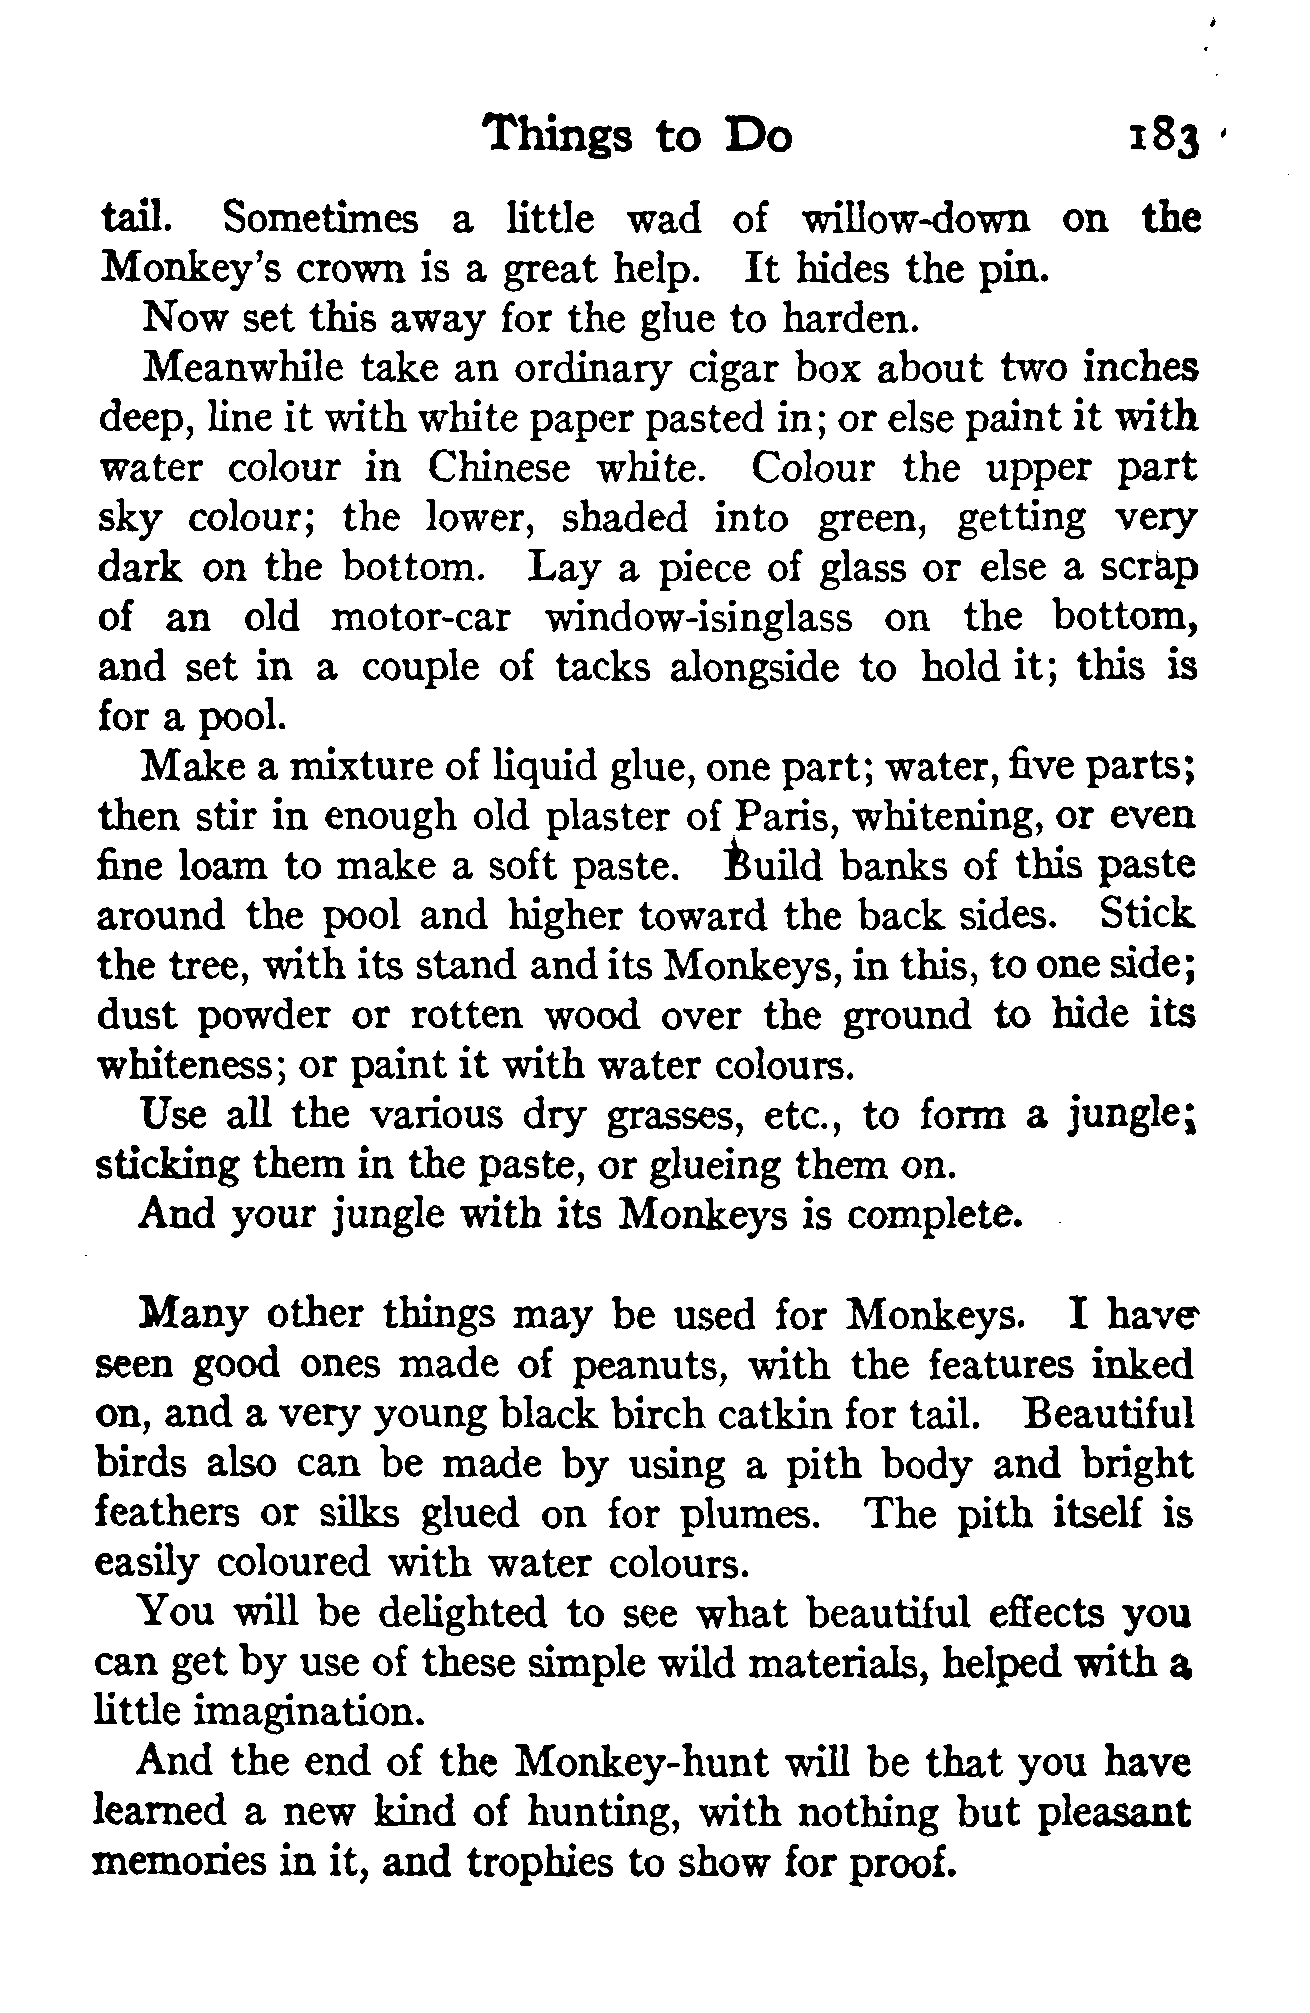 Things to Do 183
tail. Sometimes a little wad of willow-down on the
Monkey's crown is a great help. It hides the pin.
Now set this away for the glue to harden.
Meanwhile take an ordinary cigar box about two inches
deep, line it with white paper pasted in; or else paint it with
water colour in Chinese white. Colour the upper part
sky colour; the lower, shaded into green, getting very
dark on the bottom. Lay a piece of glass or else a scrap
of an old motor-car window-isinglass on the bottom,
and set in a couple of tacks alongside to hold it; this is
for a pool.
Make a mixture of liquid glue, one part; water, five parts;
then stir in enough old plaster of Paris, whitening, or even
fine loam to make a soft paste. Build banks of this paste
around the pool and higher toward the back sides. Stick
the tree, with its stand and its Monkeys, in this, to one side;
dust powder or rotten wood over the ground to hide its
whiteness; or paint it with water colours.
Use all the various dry grasses, etc., to form a jungle;
sticking them in the paste, or glueing them on.
And your jungle with its Monkeys is complete.
Many other things may be used for Monkeys. I have
seen good ones made of peanuts, with the features inked
on, and a very young black birch catkin for tail. Beautiful
birds also can be made by using a pith body and bright
feathers or silks glued on for plumes. The pith itself is
easily coloured with water colours.
You will be delighted to see what beautiful effects you
can get by use of these simple wild materials, helped with a
little imagination.
And the end of the Monkey-hunt will be that you have
learned a new kind of hunting, with nothing but pleasant
memories in it, and trophies to show for proof.